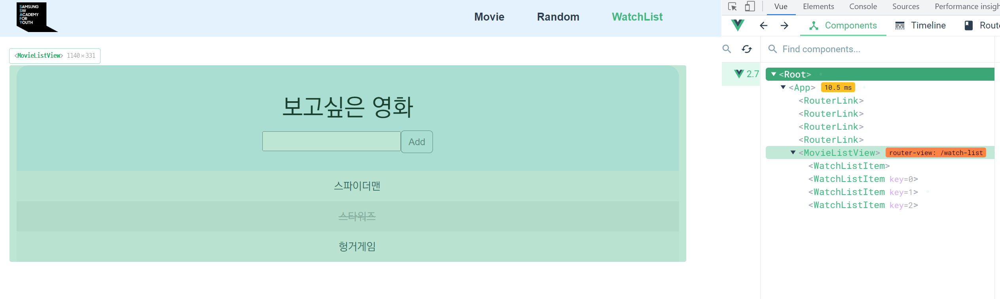 SAMSUNG
SW
ACADEMY
FOR
YOUTH
Movie Random WatchList
<MovieListView> 1140×331
보고싶은 영화
Add
스파이더맨
스타워즈
헝거게임
Vue Elements Console Sources Performance insigh
Components Timeline Route
Find components...
2.7
<Root>
<App> 10.5 ms
<RouterLink>
<RouterLink>
<RouterLink>
<RouterLink>
<MovieListView> router-view: /watch-list
<WatchListItem>
<WatchListItem key=0>
<WatchListItem key=1>
<WatchListItem key=2>